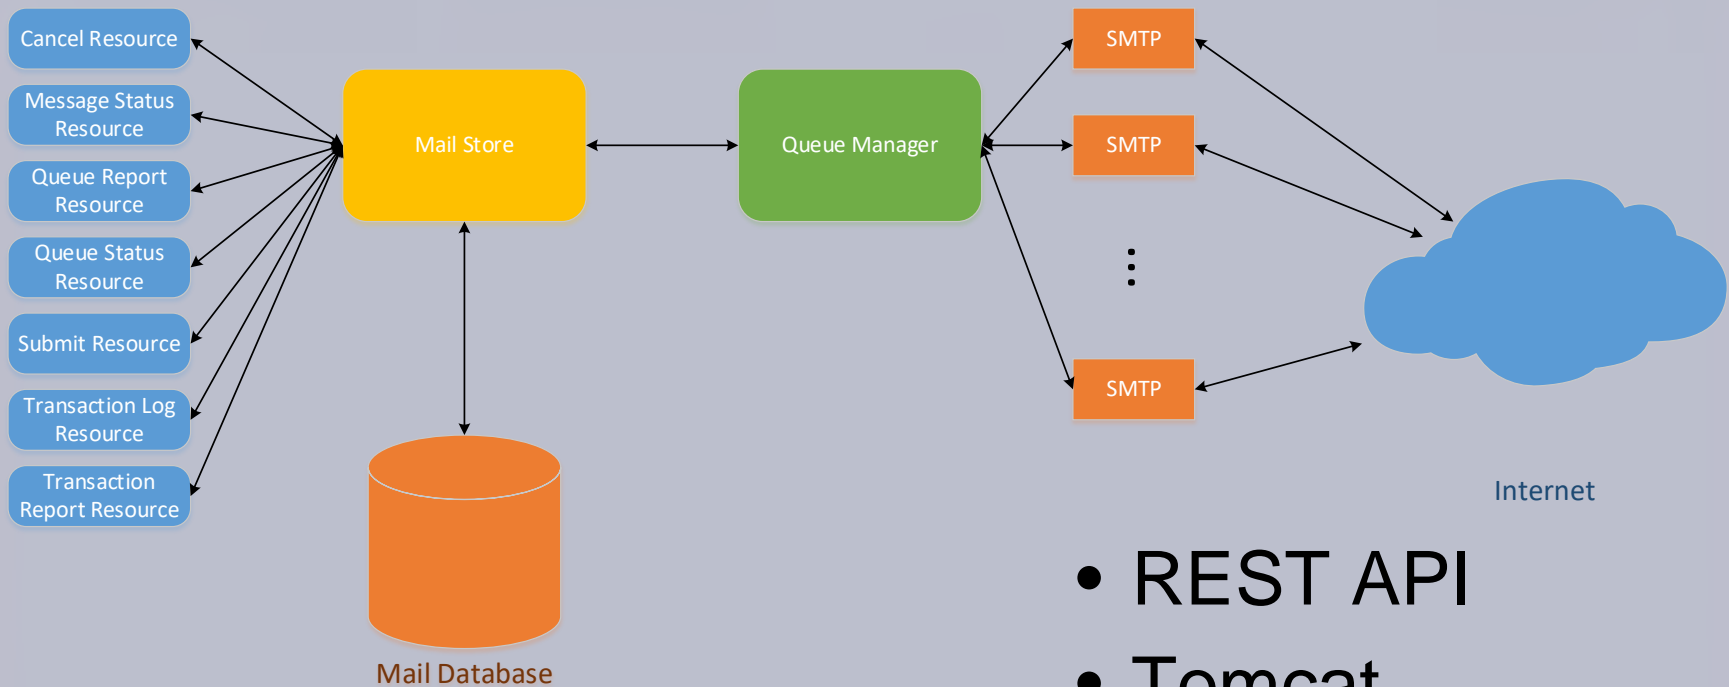 Cancel Resource
Message Status
Resource
Queue Report
Resource
Queue Status
Resource
Submit Resource
Transaction Log
Resource
Transaction
Report Resource
Mail Store
Mail Database
Queue Manager
SMTP
SMTP
⋮
SMTP
Internet
• REST API
• Tomcat